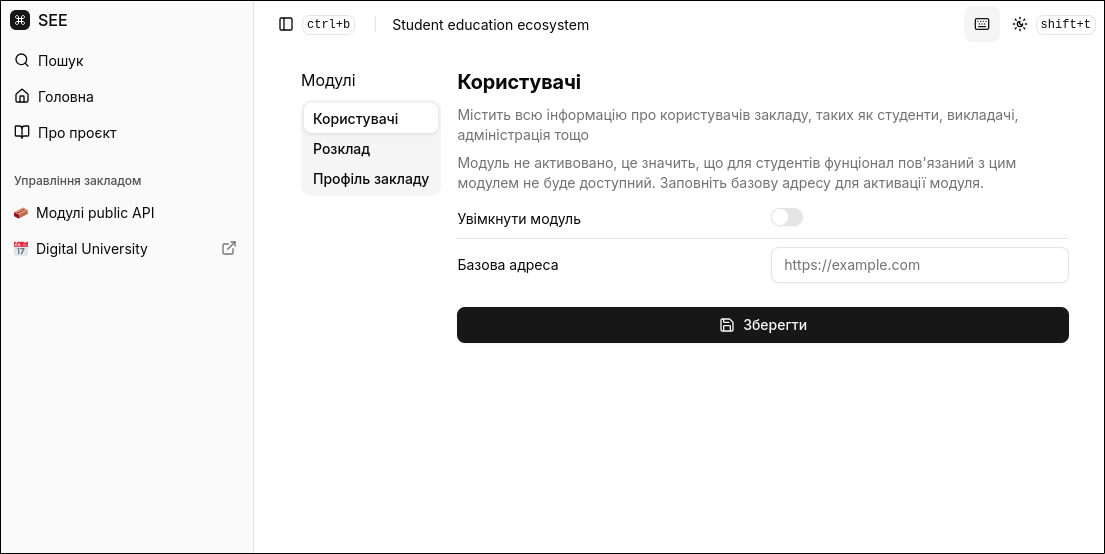 SEE
Пошук
Головна
Про проєкт
Управління закладом
Модулі public API
Digital University
ctrl+b
Student education ecosystem
shift+t
Модулі
Користувачі
Розклад
Профіль закладу
Користувачі
Містить всю інформацію про користувачів закладу, таких як студенти, викладачі,
адміністрація тощо
Модуль не активовано, це значить, що для студентів фунціонал пов'язаний з цим
модулем не буде доступний. Заповніть базову адресу для активації модуля.
Увімкнути модуль
Базова адреса
https://example.com
Зберегти